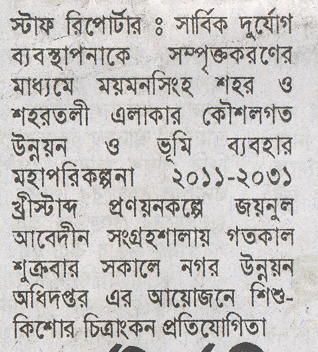 স্টাফ রিপোর্টার : সার্বিক দুর্যোগ
ব্যবস্থাপনাকে সম্পৃক্তকরণের
মাধ্যমে ময়মনসিংহ শহর ও
শহরতলী এলাকার কৌশলগত
উন্নয়ন ও ভূমি ব্যবহার
মহাপরিকল্পনা ২০১১-২০৩১
খ্রীস্টাব্দ প্রণয়নকল্পে জয়নুল
আবেদীন সংগ্রহশালায় গতকাল
শুক্রবার সকালে নগর উন্নয়ন
অধিদপ্তর এর আয়োজনে শিশু-
কিশোর চিত্রাংকন প্রতিযোগিতা